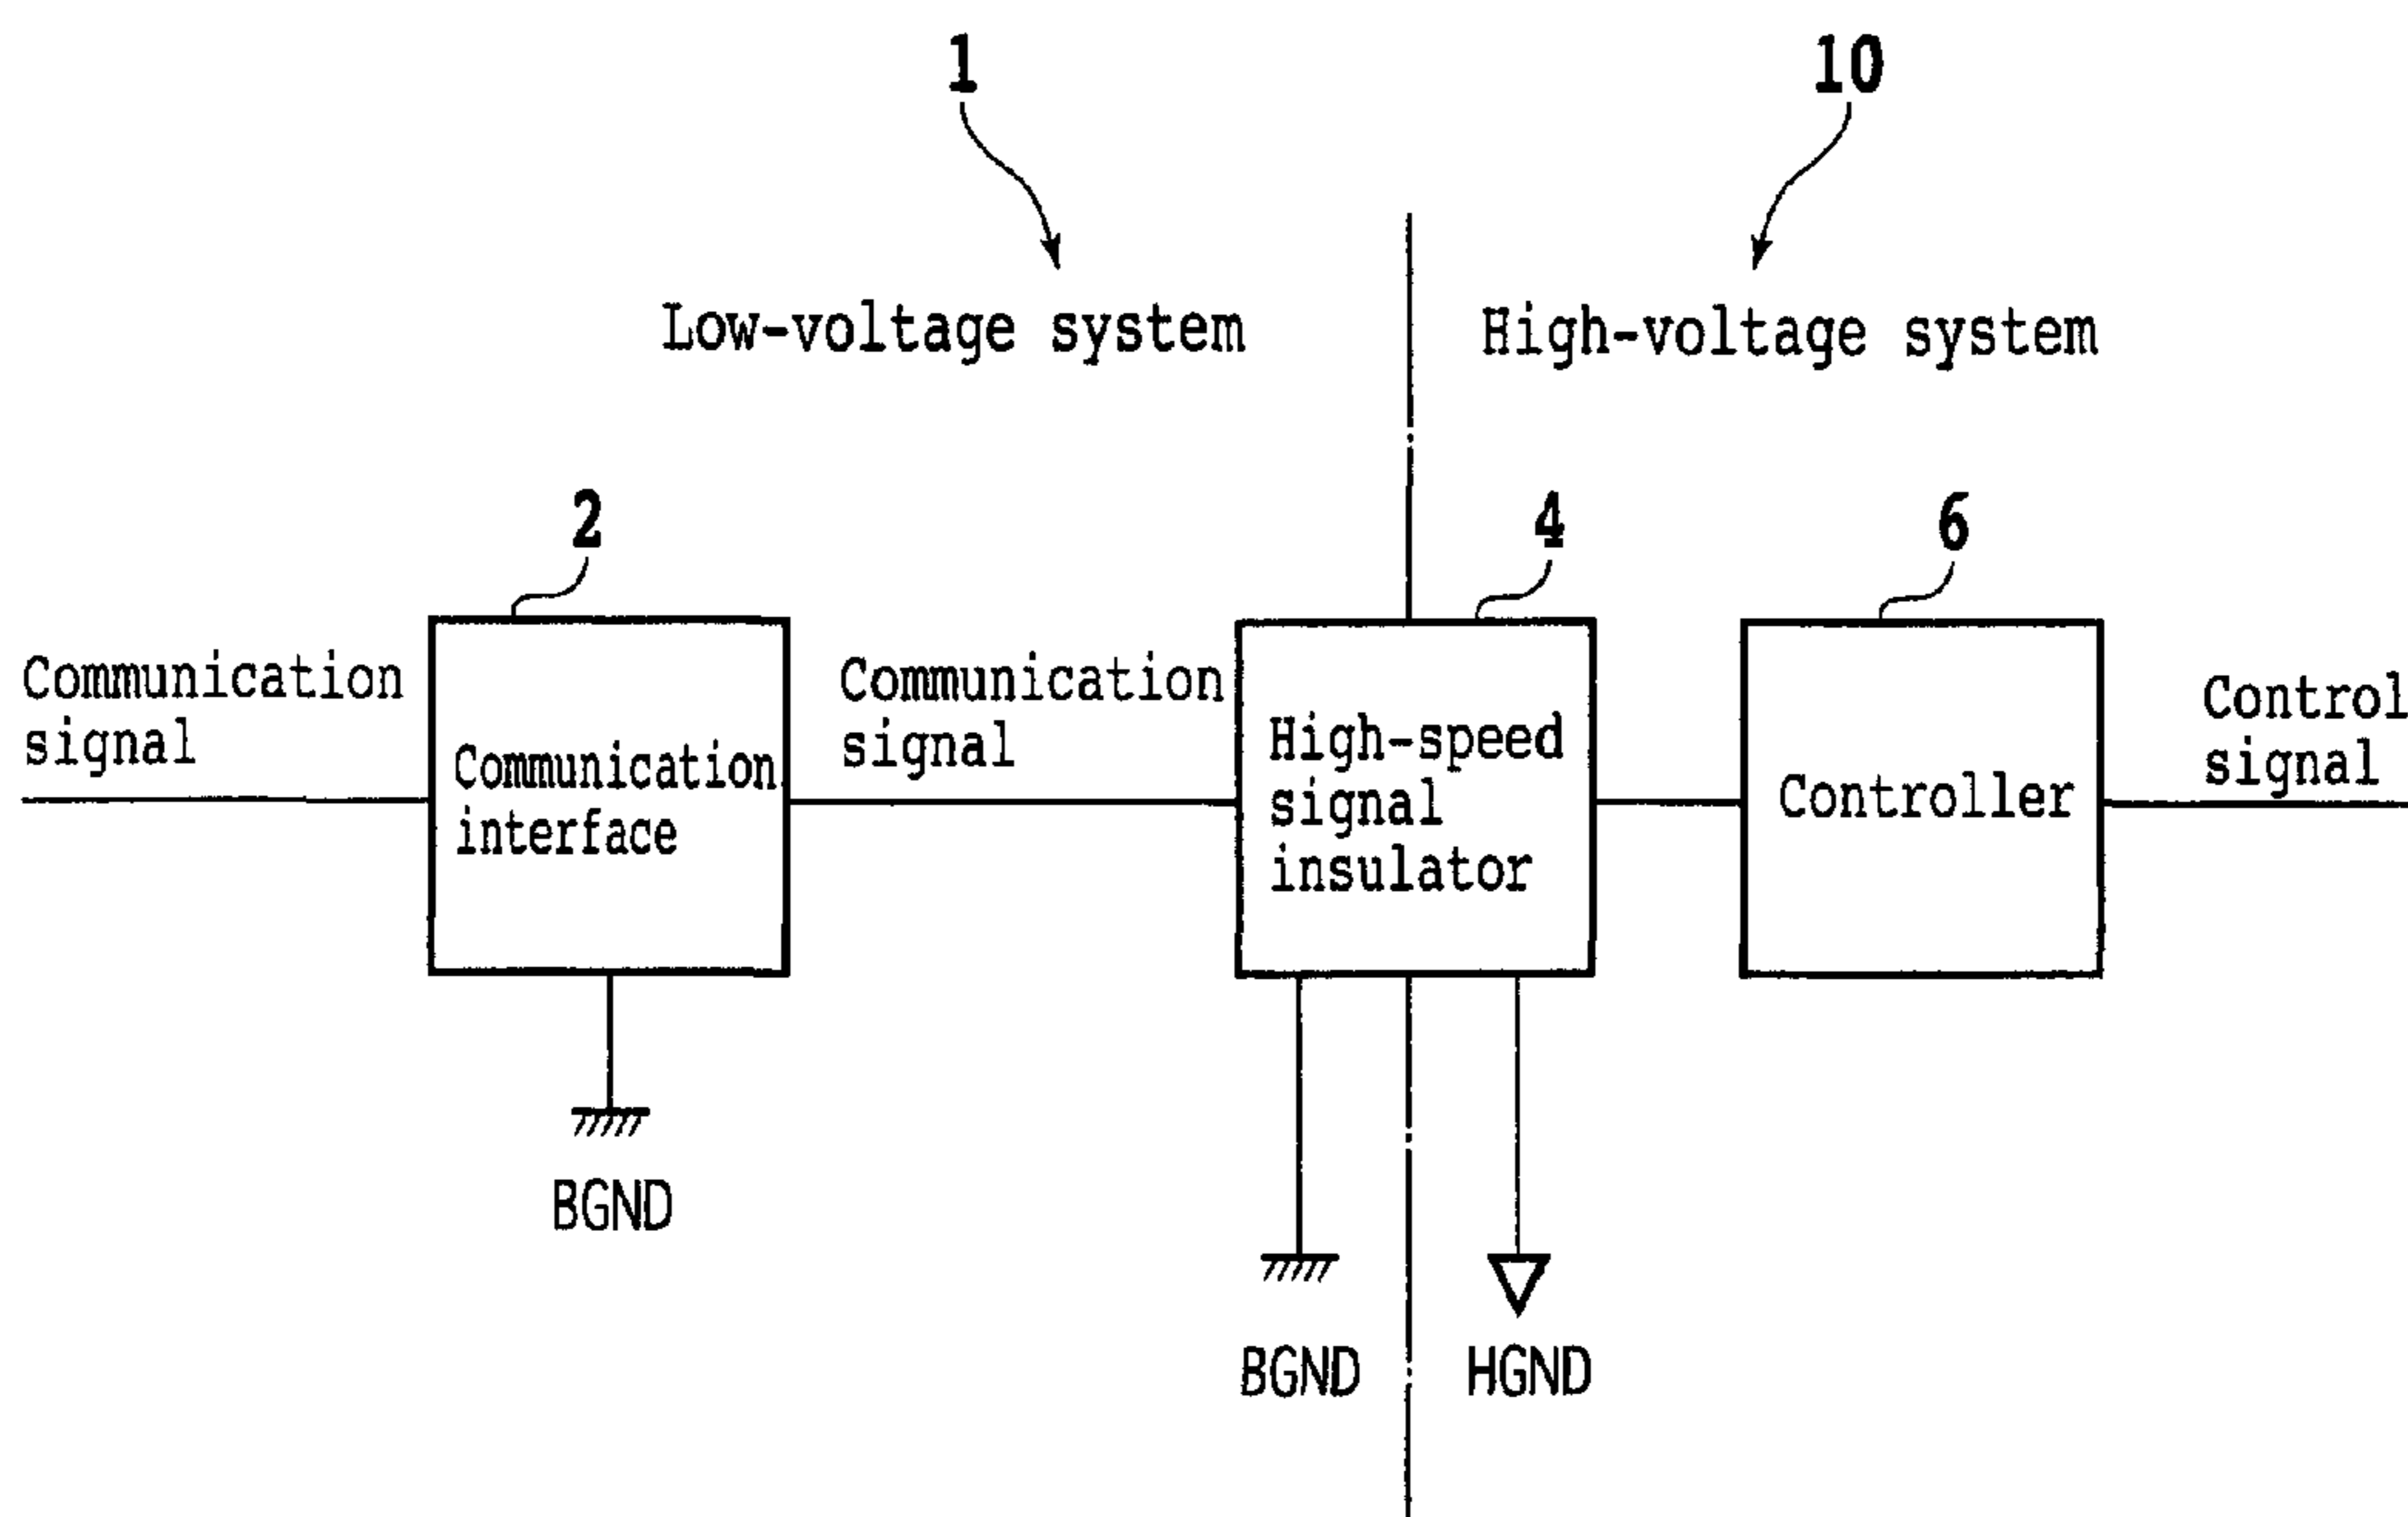 1
10
Low-voltage system
High-voltage system
2
4
6
Communication
signal
Communication
interface
Communication
signal
High-speed
signal
insulator
Controller
Control
signal
BGND
BGND
HGND